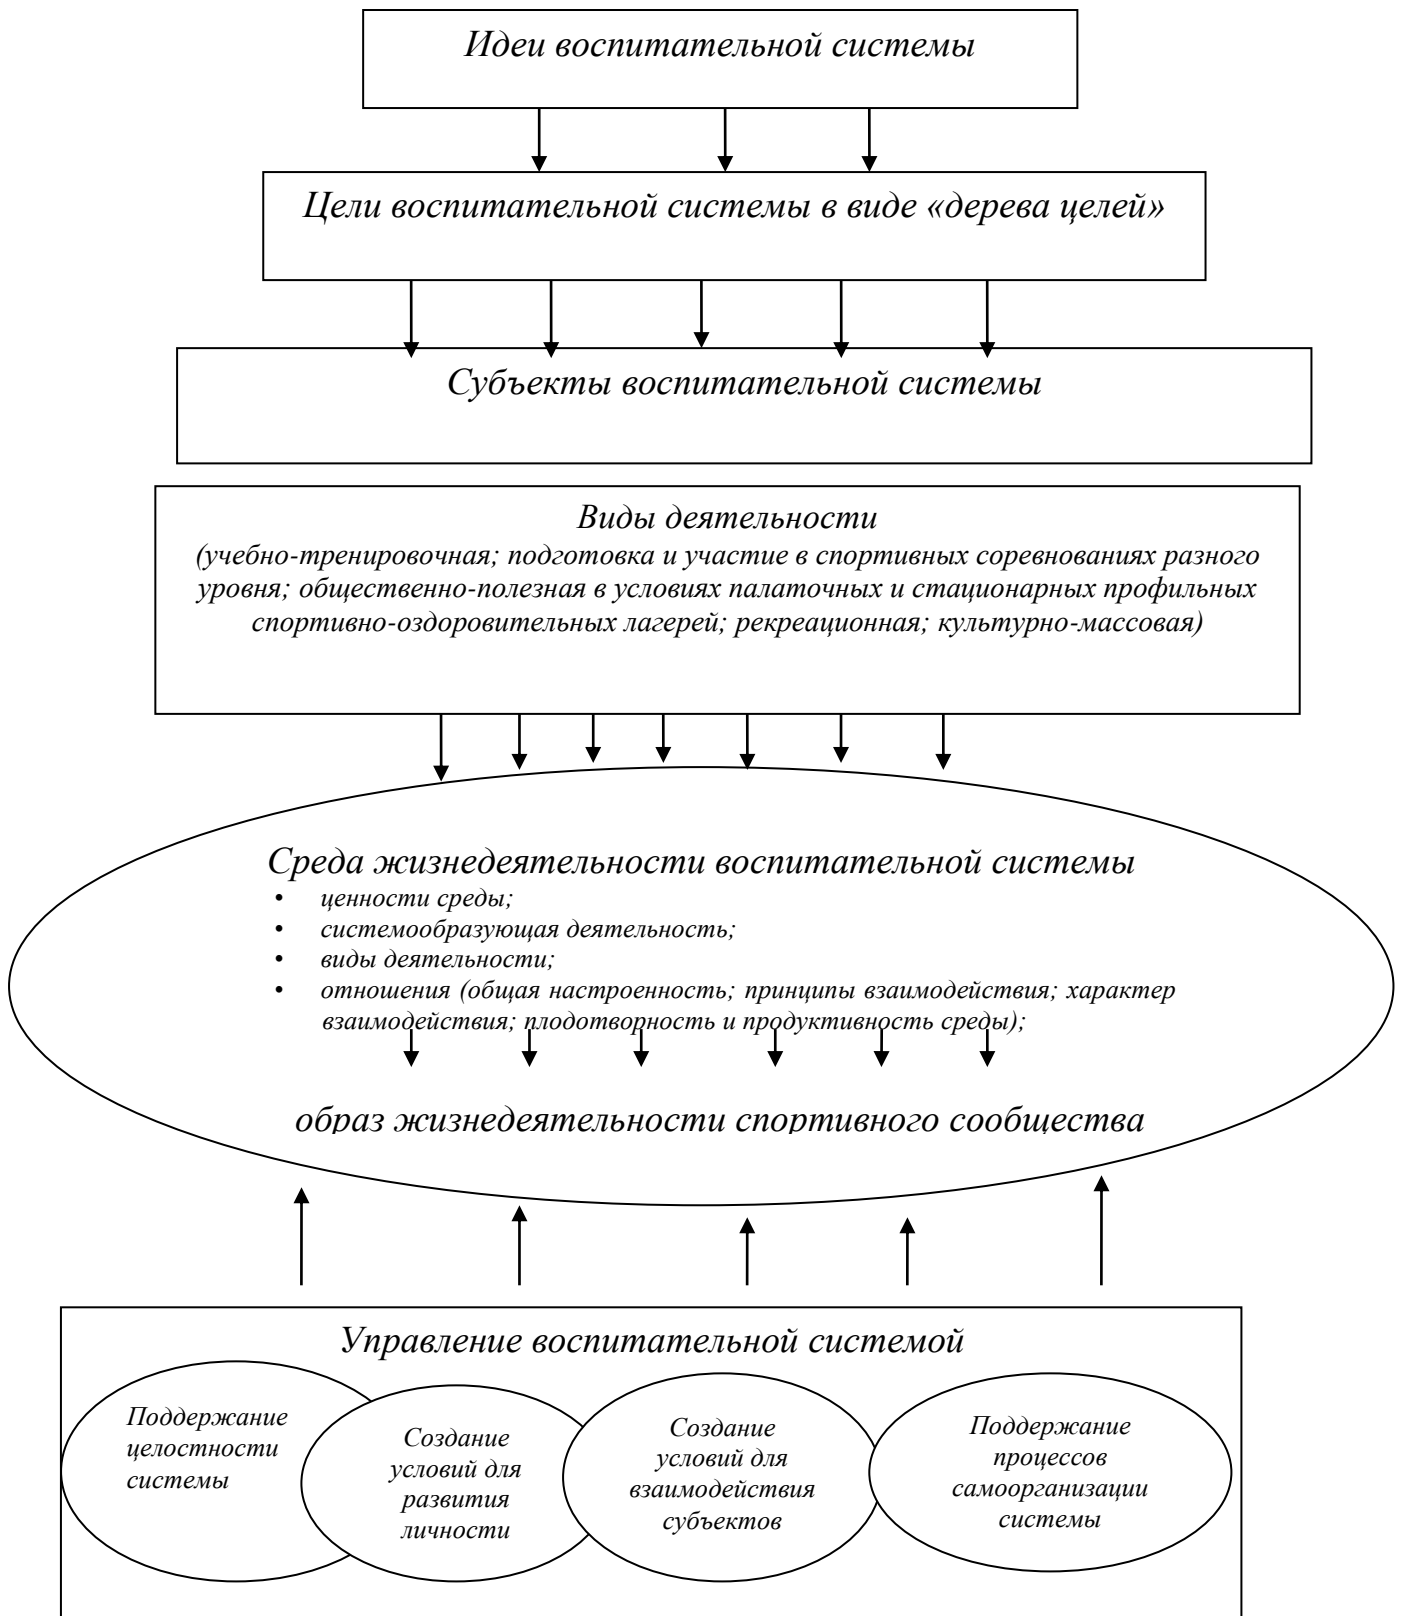 Идеи воспитательной системы
Цели воспитательной системы в виде «дерева целей»
Субъекты воспитательной системы
Виды деятельности
(учебно-тренировочная; подготовка и участие в спортивных соревнованиях разного
уровня; общественно-полезная в условиях палаточных и стационарных профильных
спортивно-оздоровительных лагерей; рекреационная; культурно-массовая)
Среда жизнедеятельности воспитательной системы
• ценности среды;
• системообразующая деятельность;
• виды деятельности;
• отношения (общая настроенность; принципы взаимодействия; характер
взаимодействия; плодотворность и продуктивность среды);
образ жизнедеятельности спортивного сообщества
Управление воспитательной системой
Поддержание
целостности
системы
Создание
условий для
развития
личности
Создание
условий для
взаимодействия
субъектов
Поддержание
процессов
самоорганизации
системы